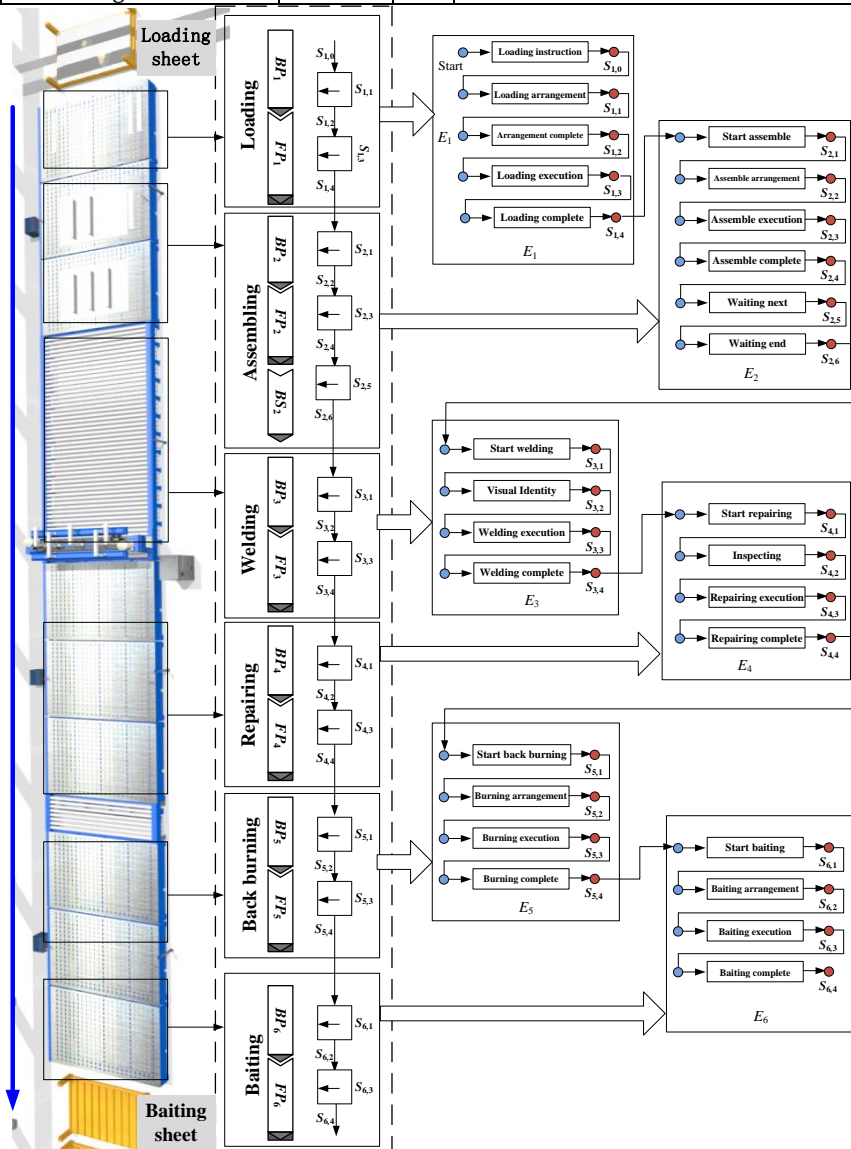 Loading
sheet
Loading
BP1
FP1
S1,0
S1,1
S1,2
S1,3
S1,4
Assembling
BP2
FP2
BS2
S2,1
S2,2
S2,3
S2,4
S2,5
S2,6
Welding
BP3
FP3
S3,1
S3,2
S3,3
S3,4
Repairing
BP4
FP4
S4,1
S4,2
S4,3
S4,4
Back burning
BP5
FP5
S5,1
S5,2
S5,3
S5,4
Baiting
BP6
FP6
S6,1
S6,2
S6,3
S6,4
Baiting
sheet
Start
Loading instruction
S1,0
Loading arrangement
S1,1
E1
Arrangement complete
S1,2
Loading execution
S1,3
Loading complete
S1,4
E1
Start assemble
S2,1
Assemble arrangement
S2,2
Assemble execution
S2,3
Assemble complete
S2,4
Waiting next
S2,5
Waiting end
S2,6
E2
Start welding
S3,1
Visual Identity
S3,2
Welding execution
S3,3
Welding complete
S3,4
E3
Start repairing
S4,1
Inspecting
S4,2
Repairing execution
S4,3
Repairing complete
S4,4
E4
Start back burning
S5,1
Burning arrangement
S5,2
Burning execution
S5,3
Burning complete
S5,4
E5
Start baiting
S6,1
Baiting arrangement
S6,2
Baiting execution
S6,3
Baiting complete
S6,4
E6